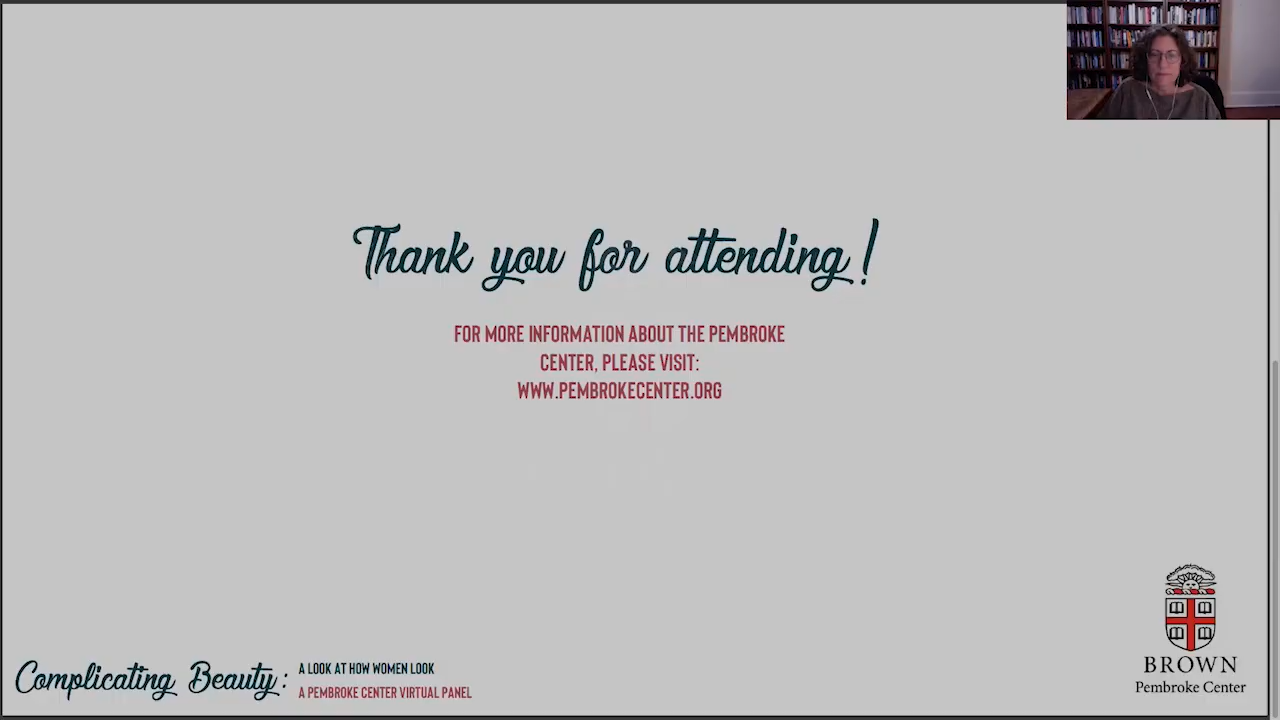 Thank you for attending!
FOR MORE INFORMATION ABOUT THE PEMBROKE
CENTER, PLEASE VISIT:
WWW.PEMBROKECENTER.ORG
Complicating Beauty:
A LOOK AT HOW WOMEN LOOK
A PEMBROKE CENTER VIRTUAL PANEL
BROWN
Pembroke Center